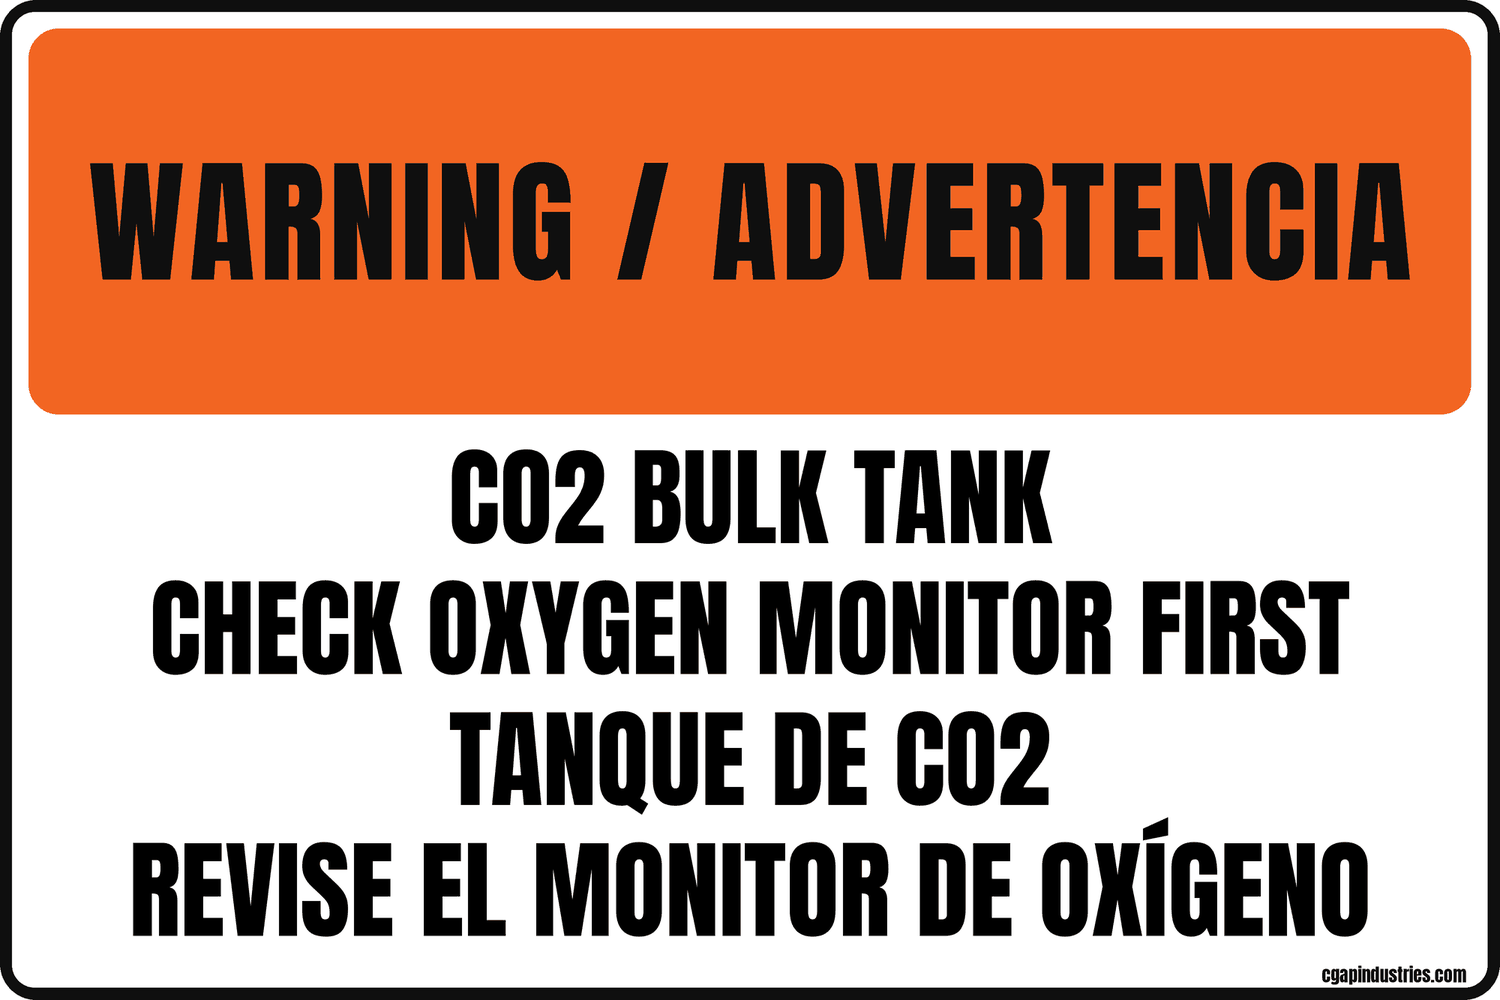 WARNING / ADVERTENCIA
CO2 BULK TANK
CHECK OXYGEN MONITOR FIRST
TANQUE DE CO2
REVISE EL MONITOR DE OXÍGENO
cgapindustries.com